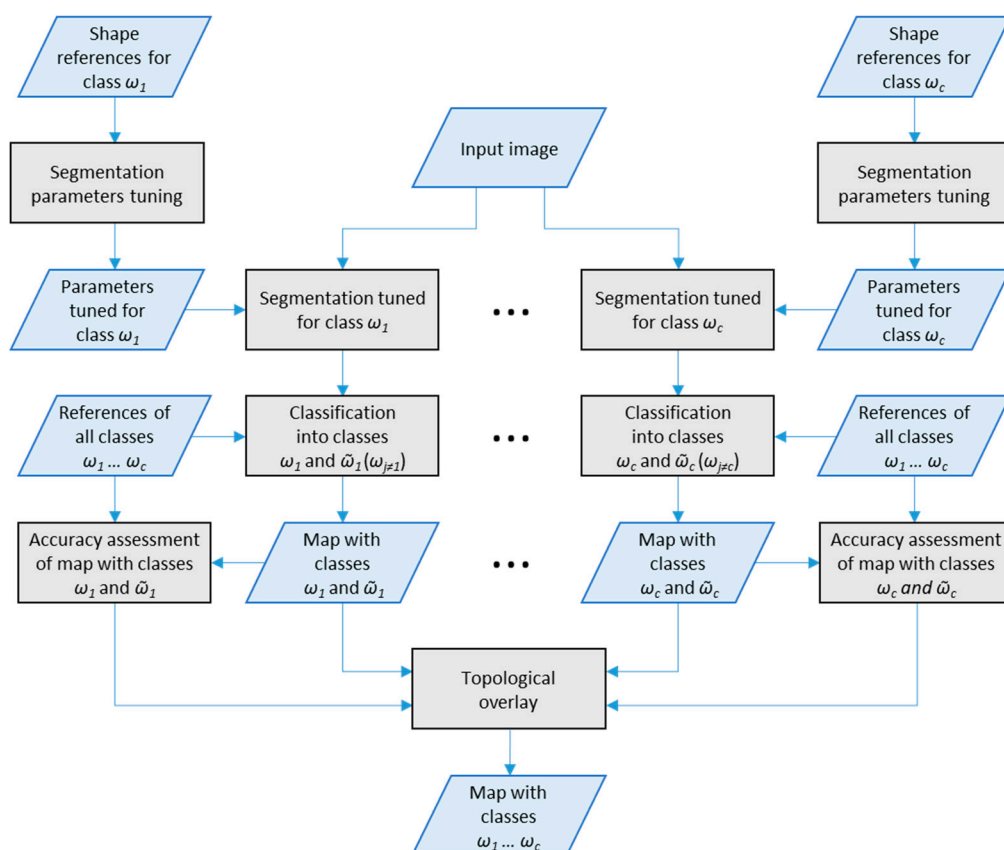 Shape
references for
class ω1
Shape
references for
class ωc
Input image
Segmentation
parameters tuning
Segmentation
parameters tuning
Parameters
tuned for
class ω1
Segmentation tuned
for class ω1
...
Segmentation tuned
for class ωc
Parameters
tuned for
class ωc
References of
all classes
ω1 ... ωc
Classification
into classes
ω1 and ω̃1 (ωj≠1)
...
Classification
into classes
ωc and ω̃c (ωj≠c)
References of
all classes
ω1 ... ωc
Accuracy assessment
of map with classes
ω1 and ω̃1
Map with
classes
ω1 and ω̃1
...
Map with
classes
ωc and ω̃c
Accuracy assessment
of map with classes
ωc and ω̃c
Topological
overlay
Map with
classes
ω1 ... ωc